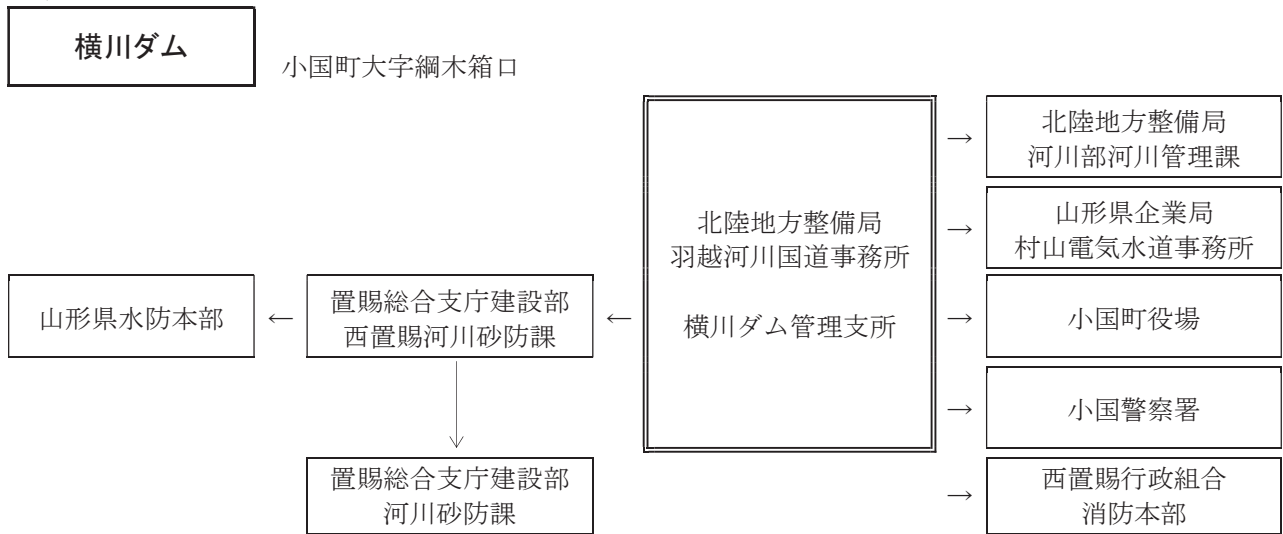 横川ダム
小国町大字綱木箱口
北陸地方整備局
羽越河川国道事務所
横川ダム管理支所
→
北陸地方整備局
河川部河川管理課
→
山形県企業局
村山電気水道事務所
→
小国町役場
→
小国警察署
→
西置賜行政組合
消防本部
←
置賜総合支庁建設部
西置賜河川砂防課
←
山形県水防本部
置賜総合支庁建設部
河川砂防課